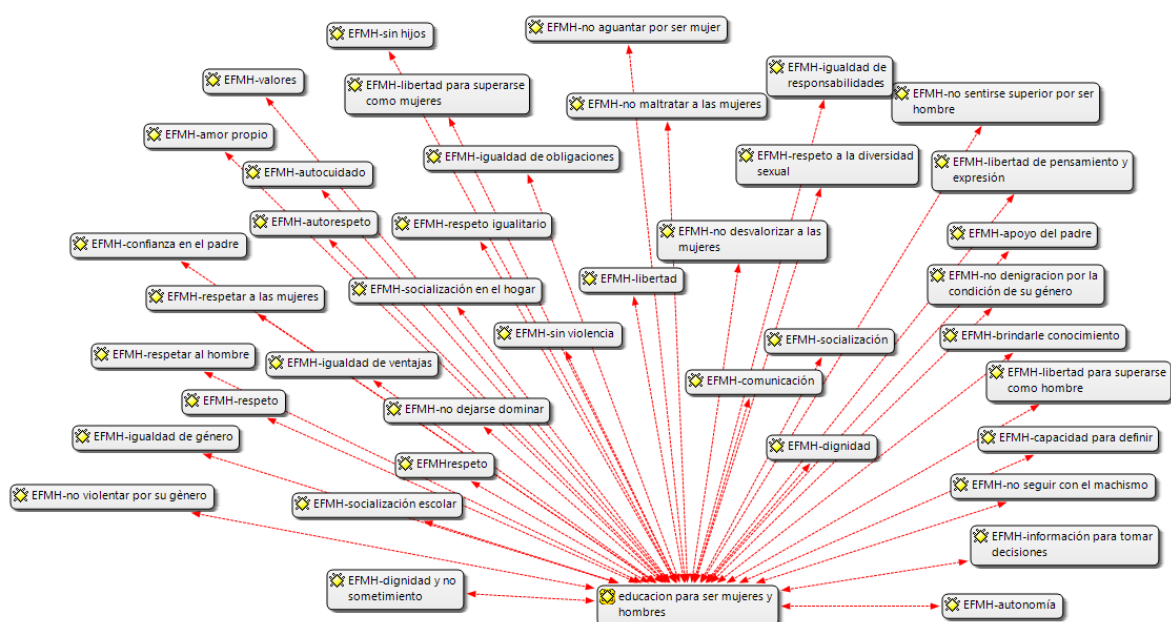 EFMH-no aguantar por ser mujer
EFMH-sin hijos
EFMH-igualdad de
responsabilidades
EFMH-valores
EFMH-libertad para superarse
como mujeres
EFMH-no sentirse superior por ser
hombre
EFMH-no maltratar a las mujeres
EFMH-amor propio
EFMH-igualdad de obligaciones
EFMH-respeto a la diversidad
sexual
EFMH-libertad de pensamiento y
expresión
EFMH-autocuidado
EFMH-autorespeto
EFMH-respeto igualitario
EFMH-no desvalorizar a las
mujeres
EFMH-apoyo del padre
EFMH-confianza en el padre
EFMH-libertad
EFMH-no denigracion por la
condición de su género
EFMH-respetar a las mujeres
EFMH-socialización en el hogar
EFMH-sin violencia
EFMH-socialización
EFMH-brindarle conocimiento
EFMH-respetar al hombre
EFMH-igualdad de ventajas
EFMH-comunicación
EFMH-libertad para superarse
como hombre
EFMH-respeto
EFMH-no dejarse dominar
EFMH-igualdad de género
EFMH-dignidad
EFMH-capacidad para definir
EFMHrespeto
EFMH-no seguir con el machismo
EFMH-no violentar por su gènero
EFMH-socialización escolar
EFMH-información para tomar
decisiones
EFMH-dignidad y no
sometimiento
educacion para ser mujeres y
hombres
EFMH-autonomía